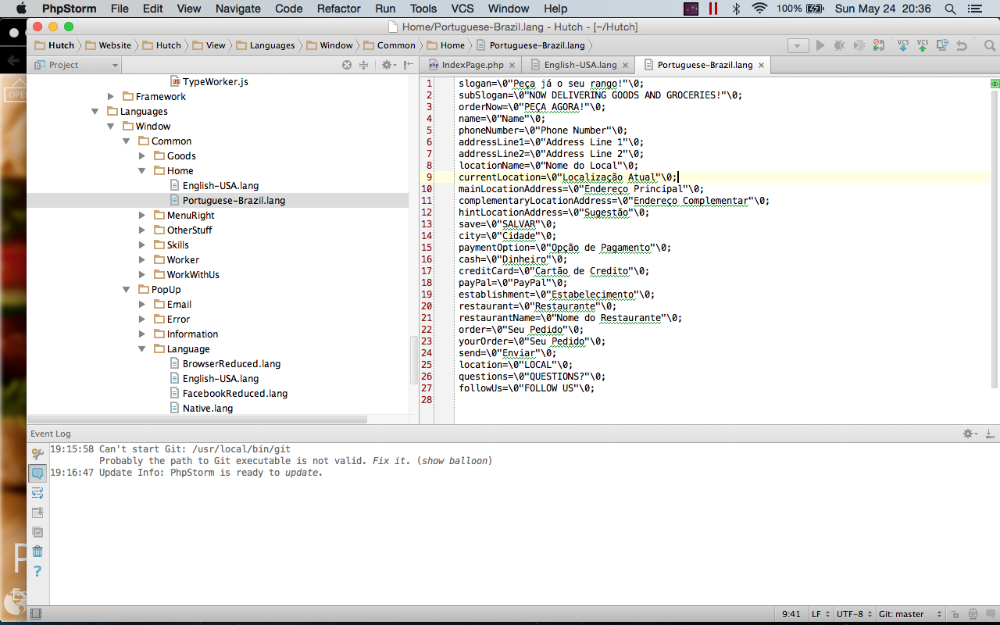 PhpStorm File Edit View Navigate Code Refactor Run Tools VCS Window Help 100% Sun May 24 20:36
Home/Portuguese-Brazil.lang - Hutch - [~/Hutch]
Hutch Website Hutch View Languages Window Common Home Portuguese-Brazil.lang VCS VCS
Project
IndexPage.php English-USA.lang Portuguese-Brazil.lang
TypeWorker.js
Framework
Languages
Window
Common
Goods
Home
English-USA.lang
Portuguese-Brazil.lang
MenuRight
OtherStuff
Skills
Worker
WorkWithUs
PopUp
Email
Error
Information
Language
BrowserReduced.lang
English-USA.lang
FacebookReduced.lang
Native.lang
1 slogan=\0"Peça já o seu rango!"\0;
2 subSlogan=\0"NOW DELIVERING GOODS AND GROCERIES!"\0;
3 orderNow=\0"PEÇA AGORA!"\0;
4 name=\0"Name"\0;
5 phoneNumber=\0"Phone Number"\0;
6 addressLine1=\0"Address Line 1"\0;
7 addressLine2=\0"Address Line 2"\0;
8 locationName=\0"Nome do Local"\0;
9 currentLocation=\0"Localização Atual"\0;
10 mainLocationAddress=\0"Endereço Principal"\0;
11 complementaryLocationAddress=\0"Endereço Complementar"\0;
12 hintLocationAddress=\0"Sugestão"\0;
13 save=\0"SALVAR"\0;
14 city=\0"Cidade"\0;
15 paymentOption=\0"Opção de Pagamento"\0;
16 cash=\0"Dinheiro"\0;
17 creditCard=\0"Cartão de Credito"\0;
18 payPal=\0"PayPal"\0;
19 establishment=\0"Estabelecimento"\0;
20 restaurant=\0"Restaurante"\0;
21 restaurantName=\0"Nome do Restaurante"\0;
22 order=\0"Seu Pedido"\0;
23 yourOrder=\0"Seu Pedido"\0;
24 send=\0"Enviar"\0;
25 location=\0"LOCAL"\0;
26 questions=\0"QUESTIONS?"\0;
27 followUs=\0"FOLLOW US"\0;
28
Event Log
19:15:58 Can't start Git: /usr/local/bin/git
Probably the path to Git executable is not valid. Fix it. (show balloon)
19:16:47 Update Info: PhpStorm is ready to update.
9:41 LF UTF-8 Git: master